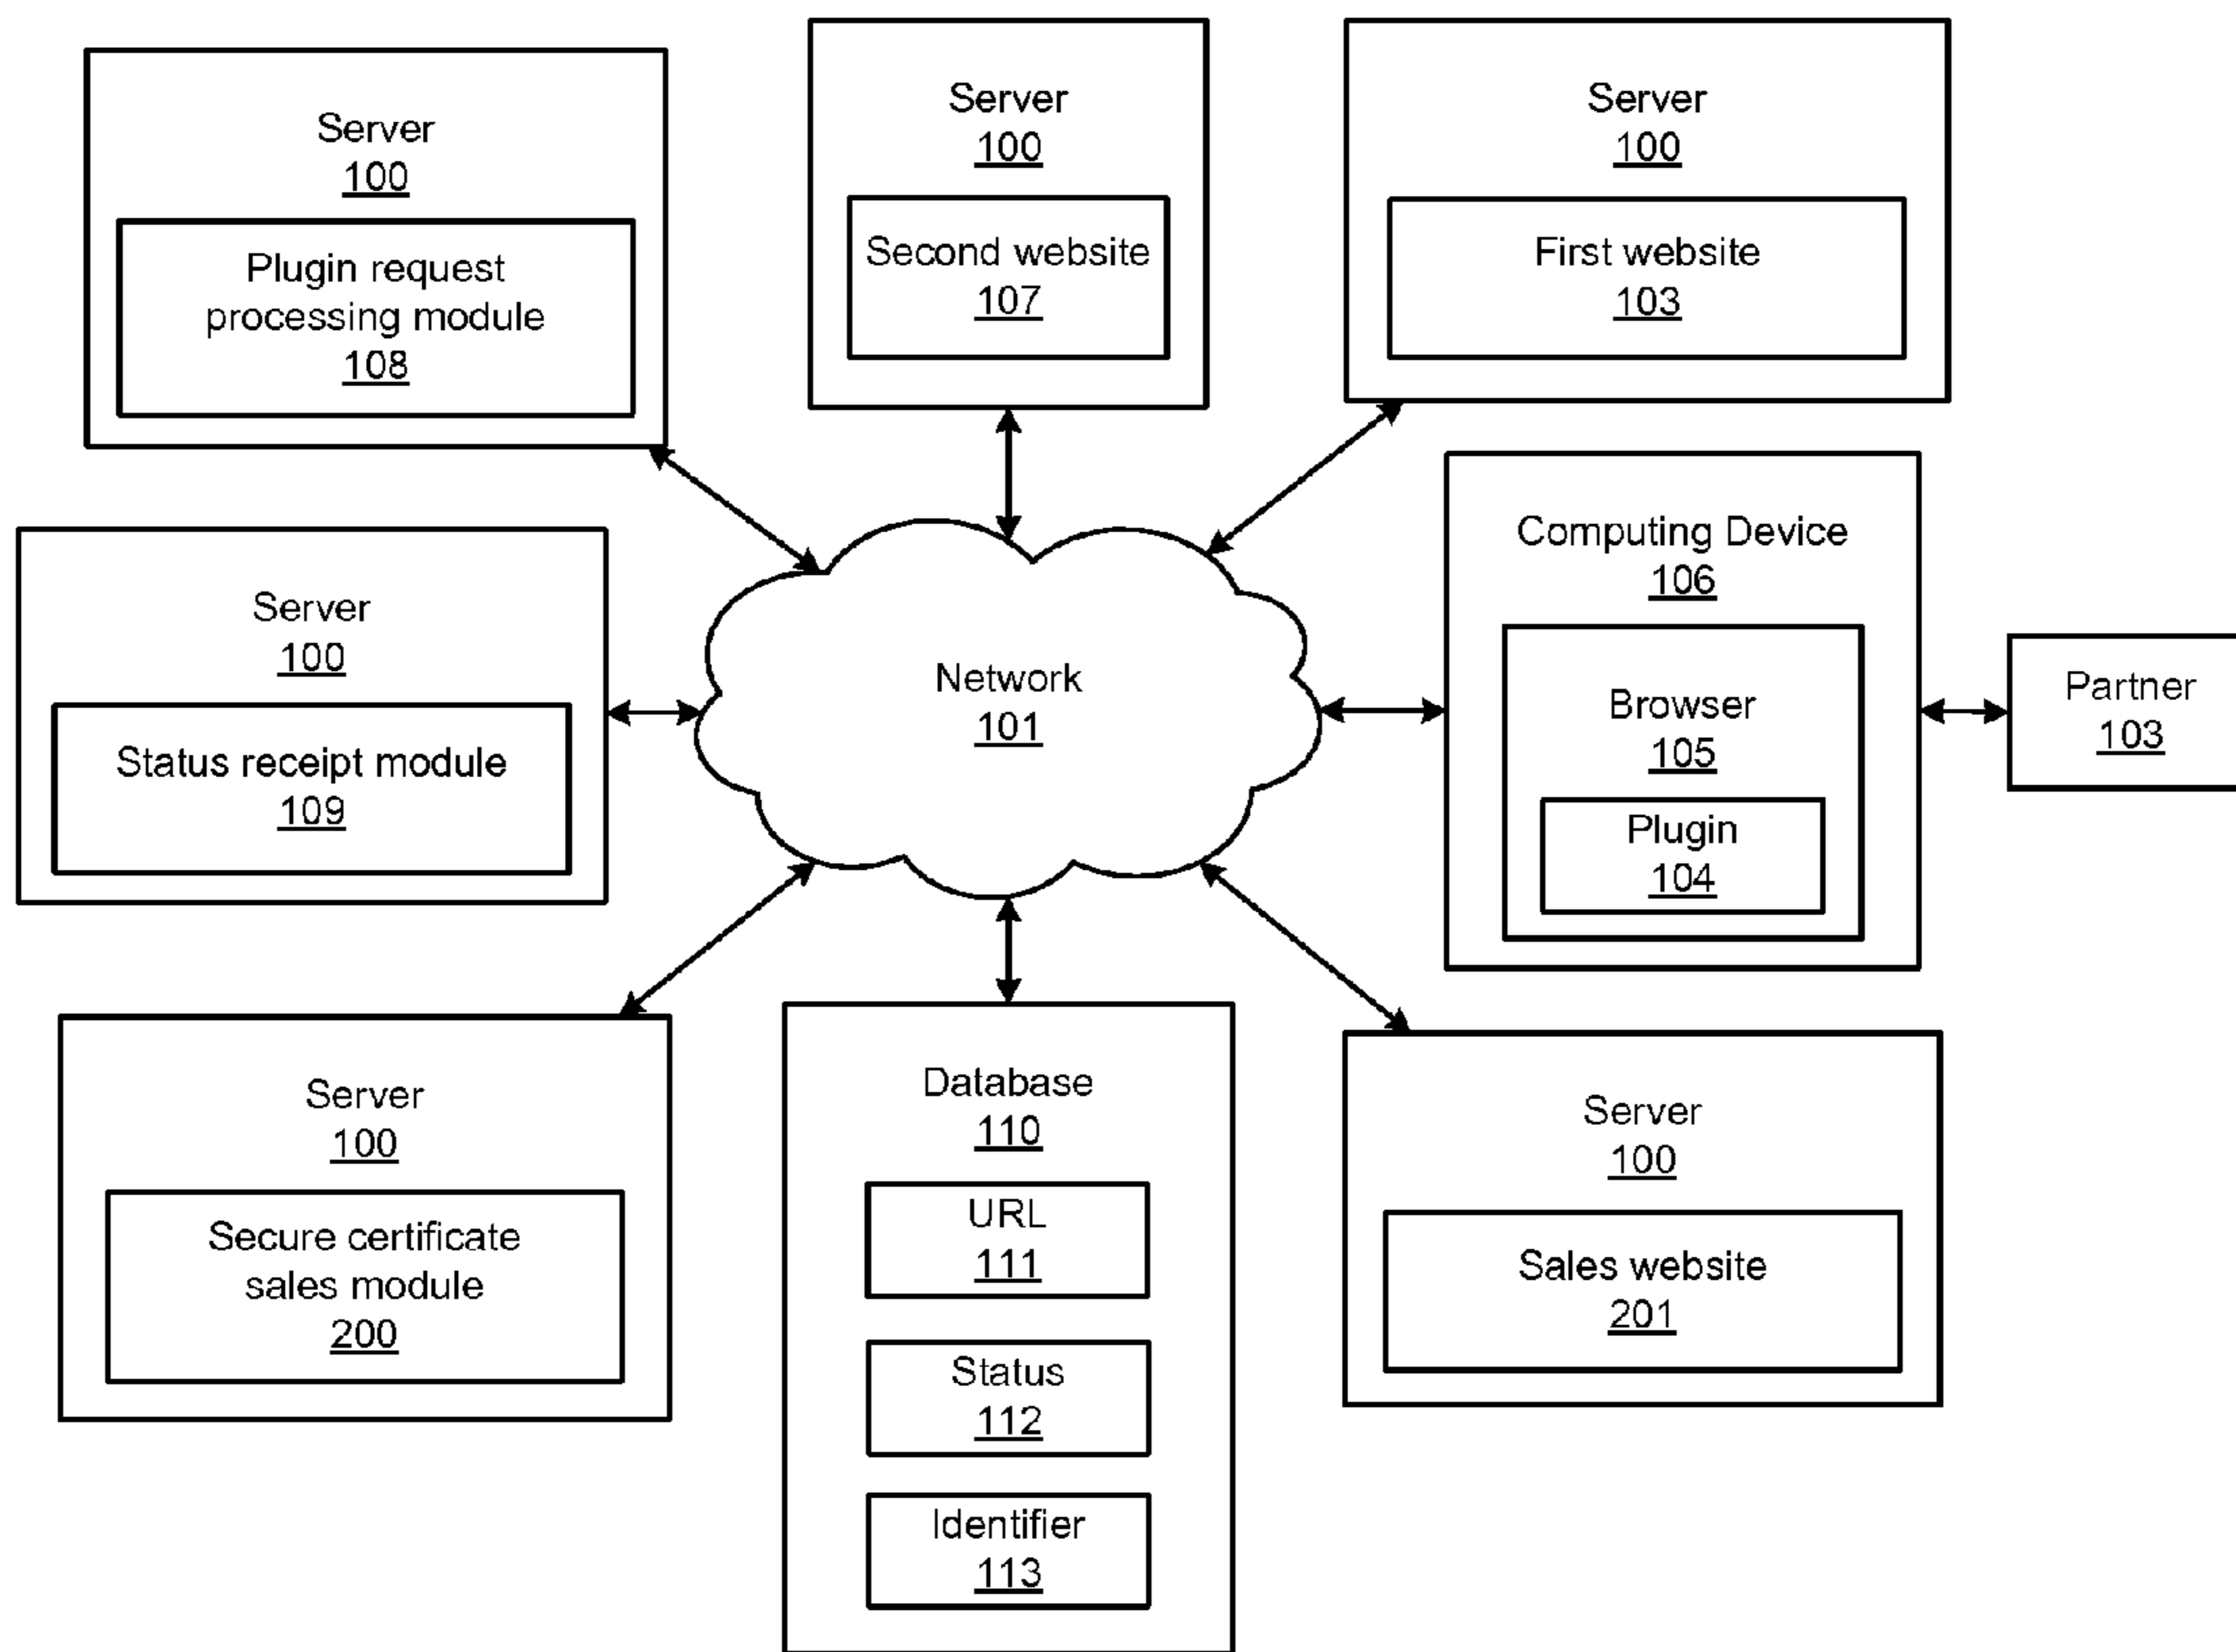 Server
100
Plugin request
processing module
108
Server
100
Second website
107
Server
100
First website
103
Server
100
Status receipt module
109
Network
101
Computing Device
106
Browser
105
Plugin
104
Partner
103
Server
100
Secure certificate
sales module
200
Database
110
URL
111
Status
112
Identifier
113
Server
100
Sales website
201